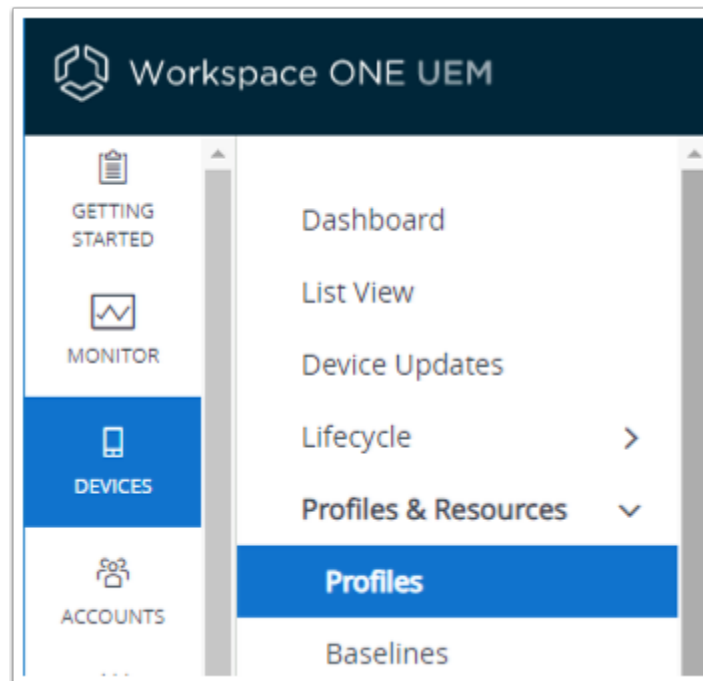 Workspace ONE UEM
GETTING
STARTED
MONITOR
DEVICES
ACCOUNTS
Dashboard
List View
Device Updates
Lifecycle
Profiles & Resources
Profiles
Baselines